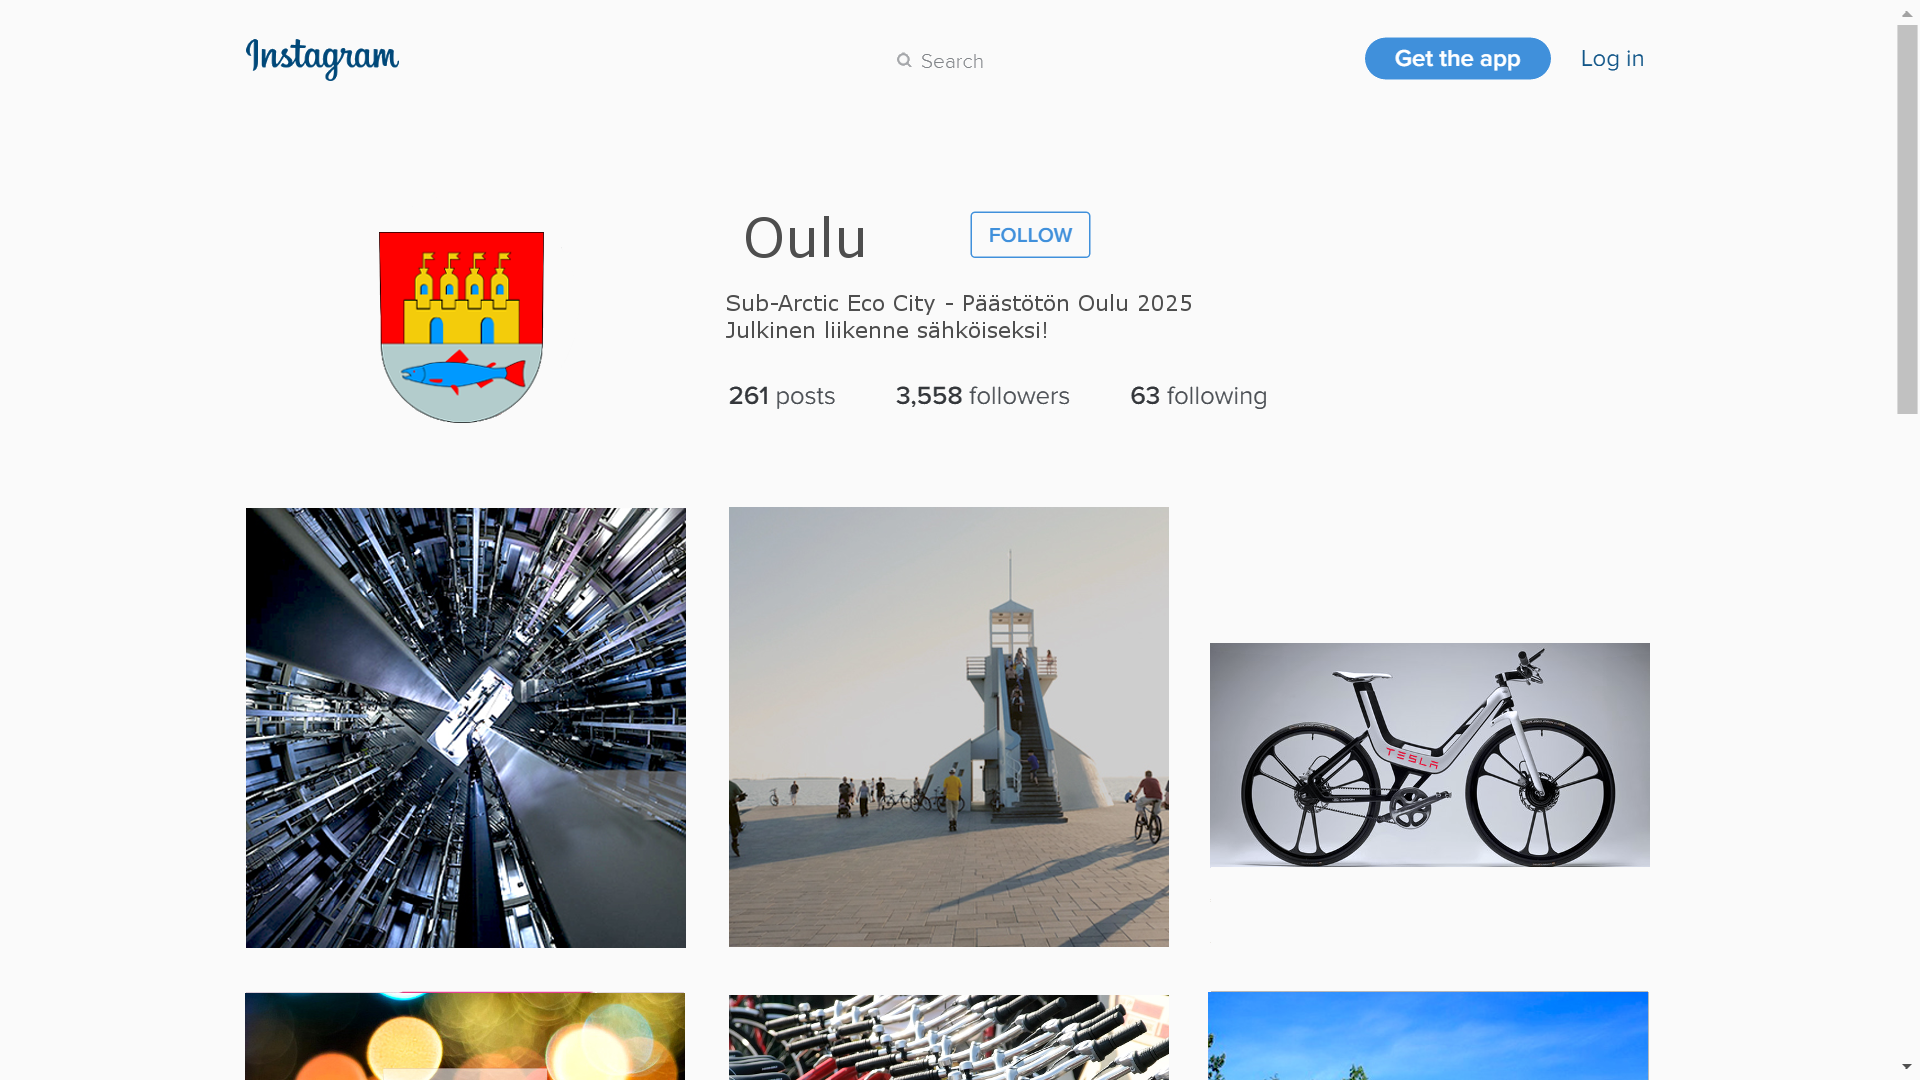 Instagram
Search
Get the app
Log in
Oulu
FOLLOW
Sub-Arctic Eco City - Päästötön Oulu 2025
Julkinen liikenne sähköiseksi!
261 posts
3,558 followers
63 following
TESLA